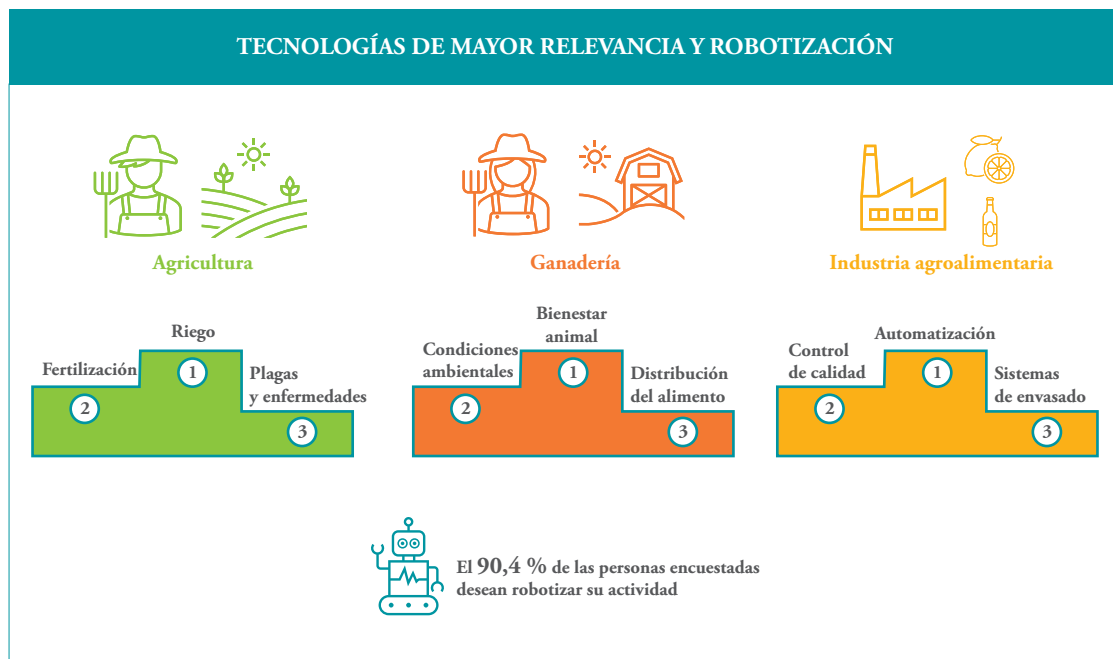 TECNOLOGÍAS DE MAYOR RELEVANCIA Y ROBOTIZACIÓN
Agricultura
Riego
Fertilización
Plagas
y enfermedades
1
2
3
Ganadería
Bienestar
animal
Condiciones
ambientales
Distribución
del alimento
1
2
3
Industria agroalimentaria
Automatización
Control
de calidad
Sistemas
de envasado
1
2
3
El 90,4 % de las personas encuestadas
desean robotizar su actividad